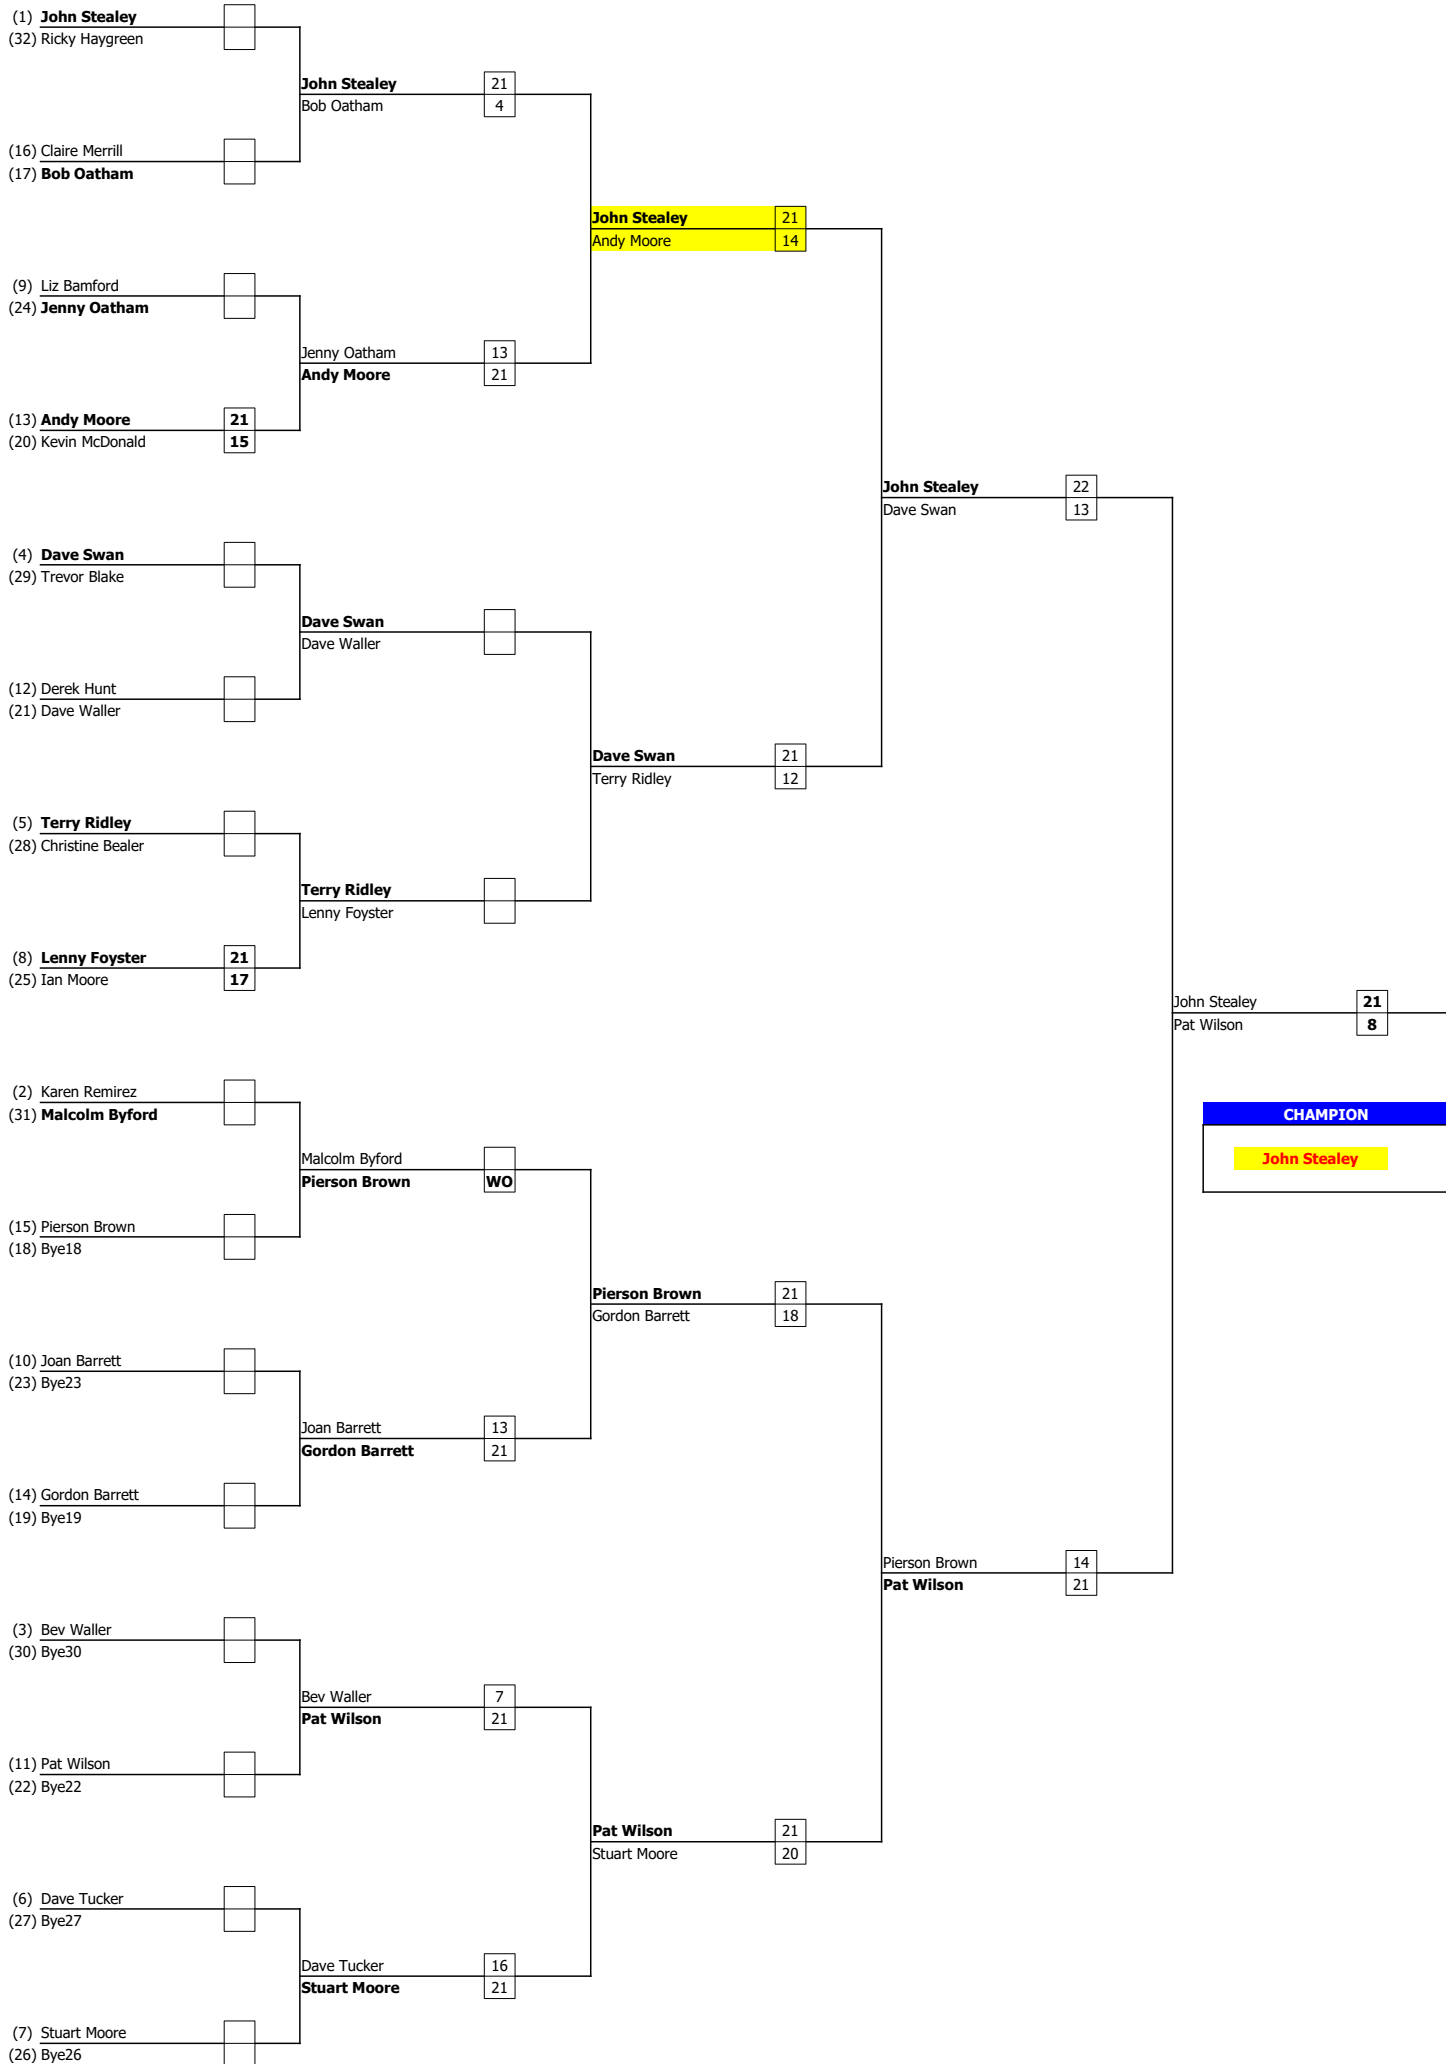 (1) John Stealey
(32) Ricky Haygreen
John Stealey 21
Bob Oatham 4
(16) Claire Merrill
(17) Bob Oatham
John Stealey 21
Andy Moore 14
(9) Liz Bamford
(24) Jenny Oatham
Jenny Oatham 13
Andy Moore 21
(13) Andy Moore 21
(20) Kevin McDonald 15
John Stealey 22
Dave Swan 13
(4) Dave Swan
(29) Trevor Blake
Dave Swan
Dave Waller
(12) Derek Hunt
(21) Dave Waller
Dave Swan 21
Terry Ridley 12
(5) Terry Ridley
(28) Christine Bealer
Terry Ridley
Lenny Foyster
(8) Lenny Foyster 21
(25) Ian Moore 17
John Stealey 21
Pat Wilson 8
(2) Karen Remirez
(31) Malcolm Byford
CHAMPION
Malcolm Byford
John Stealey
Pierson Brown WO
(15) Pierson Brown
(18) Bye18
Pierson Brown 21
Gordon Barrett 18
(10) Joan Barrett
(23) Bye23
Joan Barrett 13
Gordon Barrett 21
(14) Gordon Barrett
(19) Bye19
Pierson Brown 14
Pat Wilson 21
(3) Bev Waller
(30) Bye30
Bev Waller 7
Pat Wilson 21
(11) Pat Wilson
(22) Bye22
Pat Wilson 21
Stuart Moore 20
(6) Dave Tucker
(27) Bye27
Dave Tucker 16
Stuart Moore 21
(7) Stuart Moore
(26) Bye26